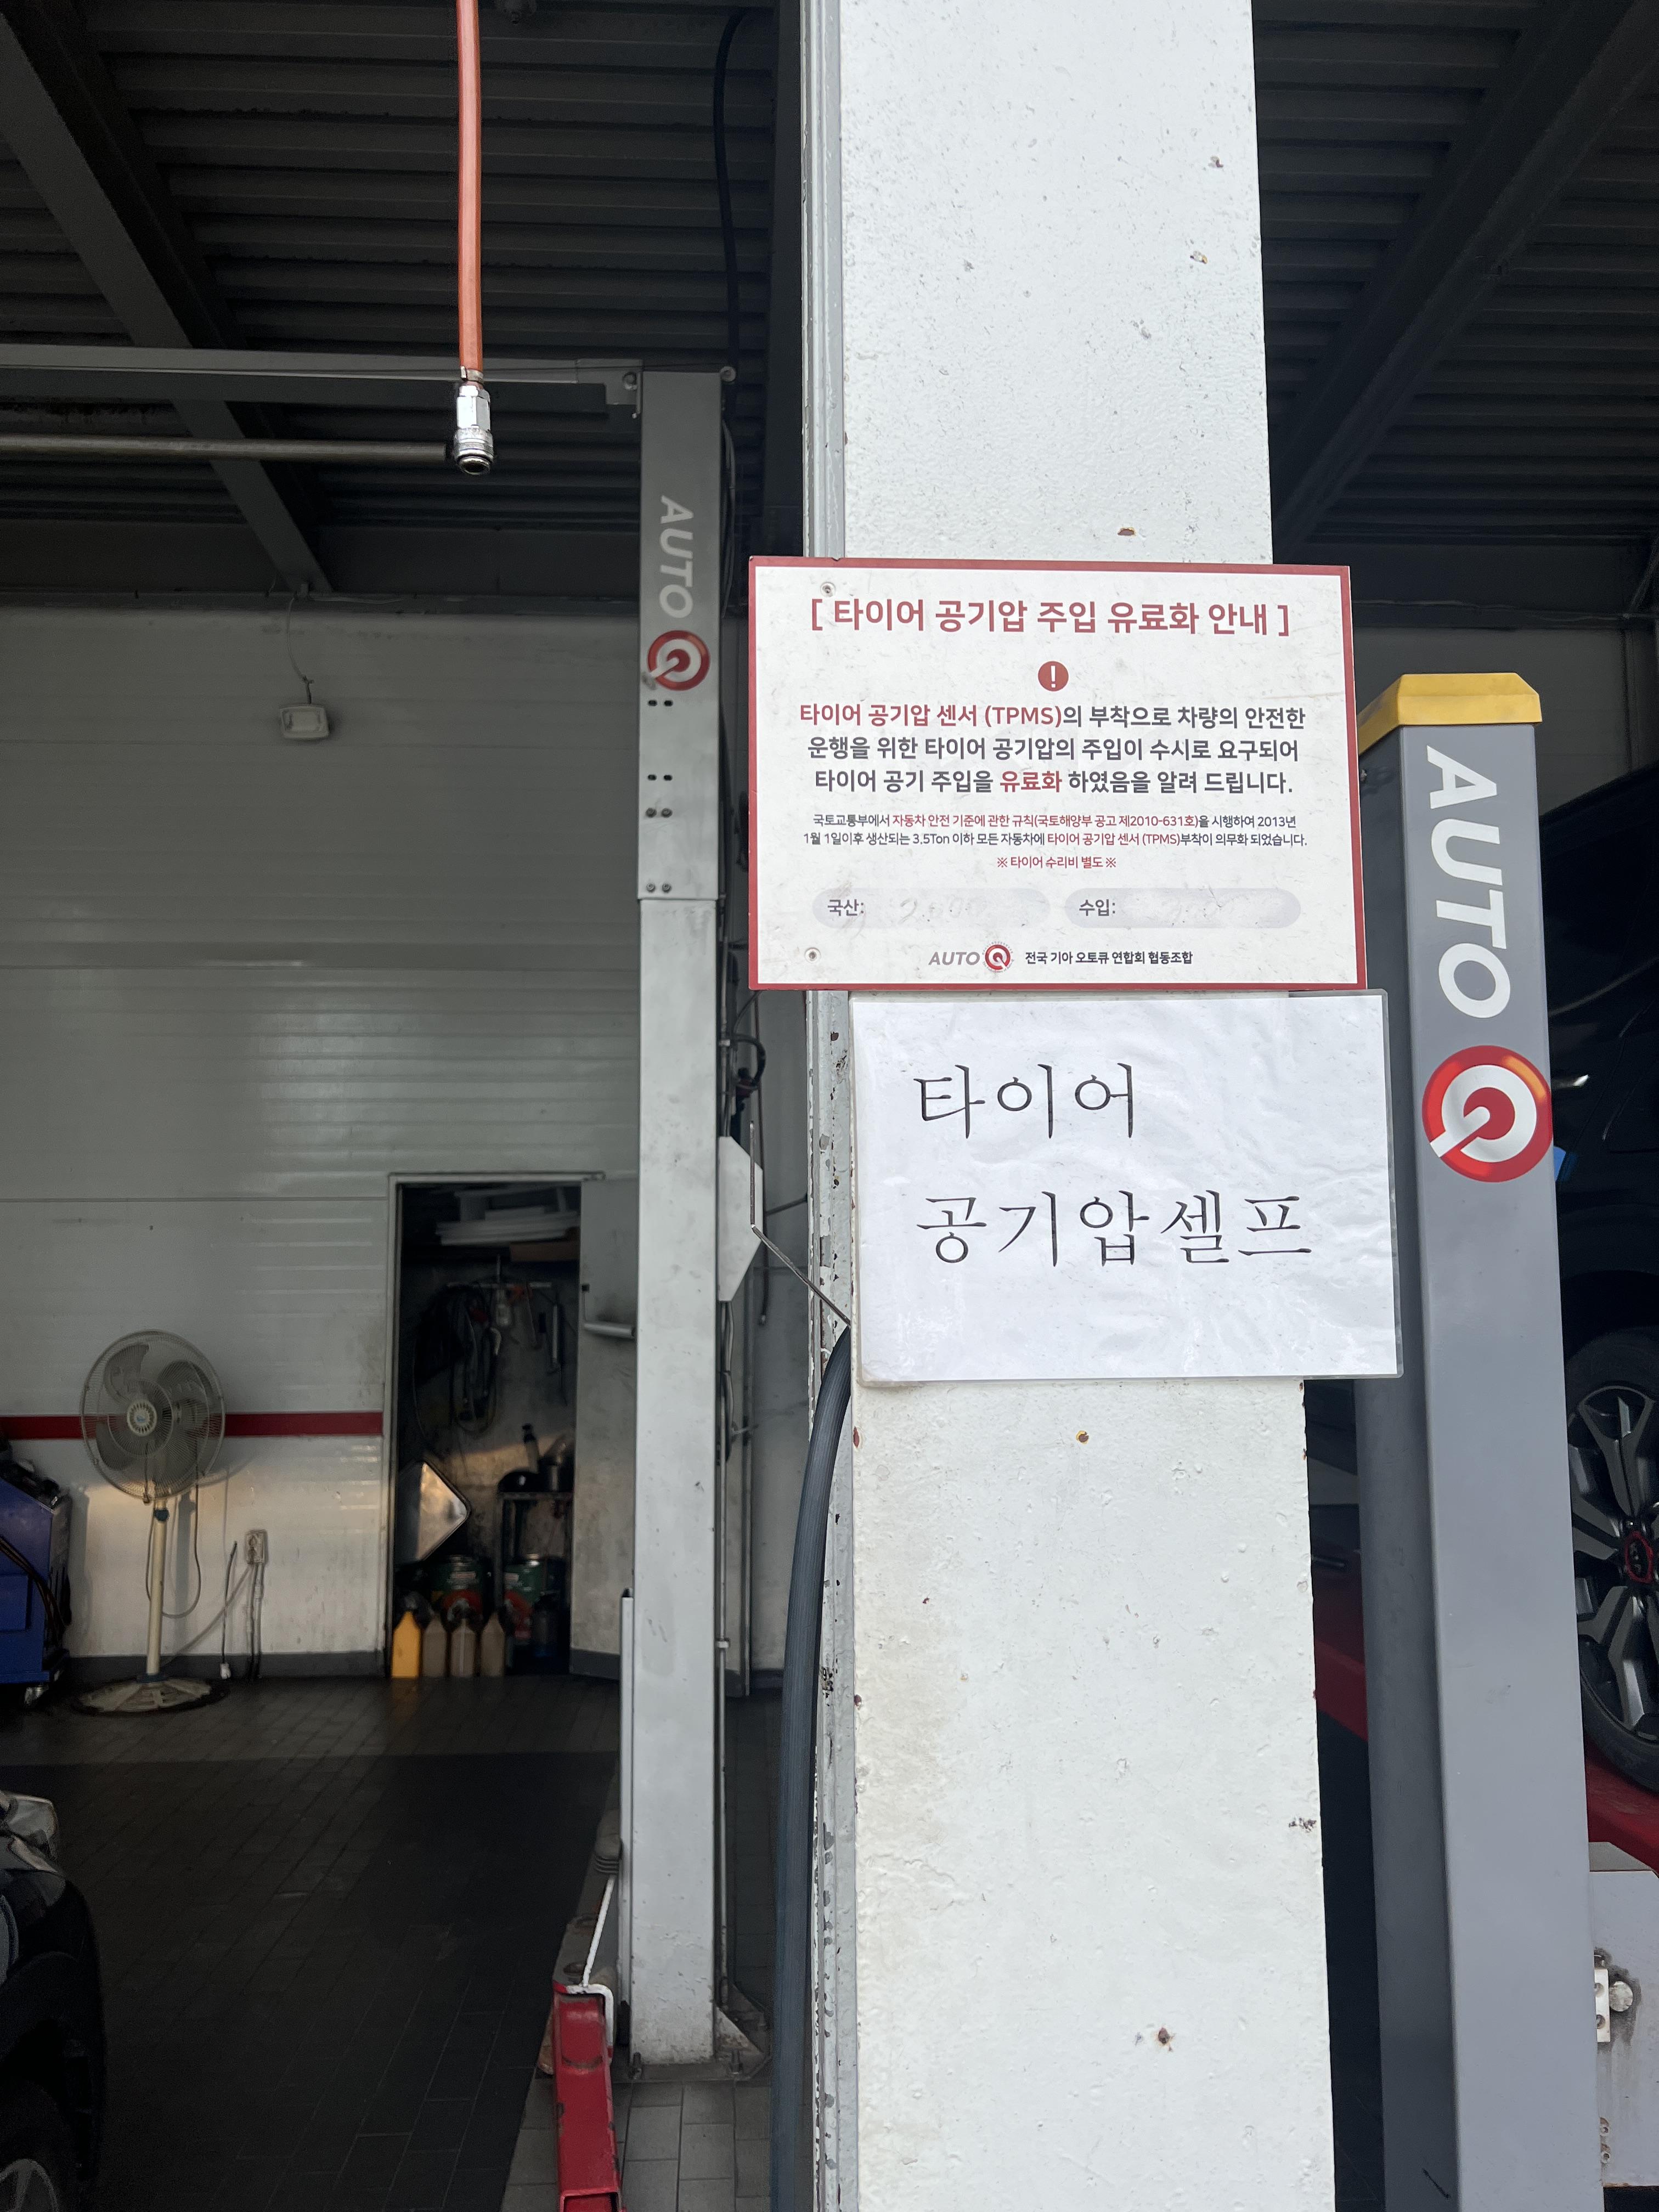 AUTO Q
[ 타이어 공기압 주입 유료화 안내 ]
!
타이어 공기압 센서 (TPMS)의 부착으로 차량의 안전한
운행을 위한 타이어 공기압의 주입이 수시로 요구되어
타이어 공기 주입을 유료화 하였음을 알려 드립니다.
국토교통부에서 자동차 안전 기준에 관한 규칙(국토해양부 공고 제2010-631호)을 시행하여 2013년
1월 1일이후 생산되는 3.5Ton 이하 모든 자동차에 타이어 공기압 센서 (TPMS)부착이 의무화 되었습니다.
※ 타이어 수리비 별도 ※
국산: 수입:
AUTO Q 전국 기아 오토큐 연합회 협동조합
타이어
공기압셀프
AUTO Q